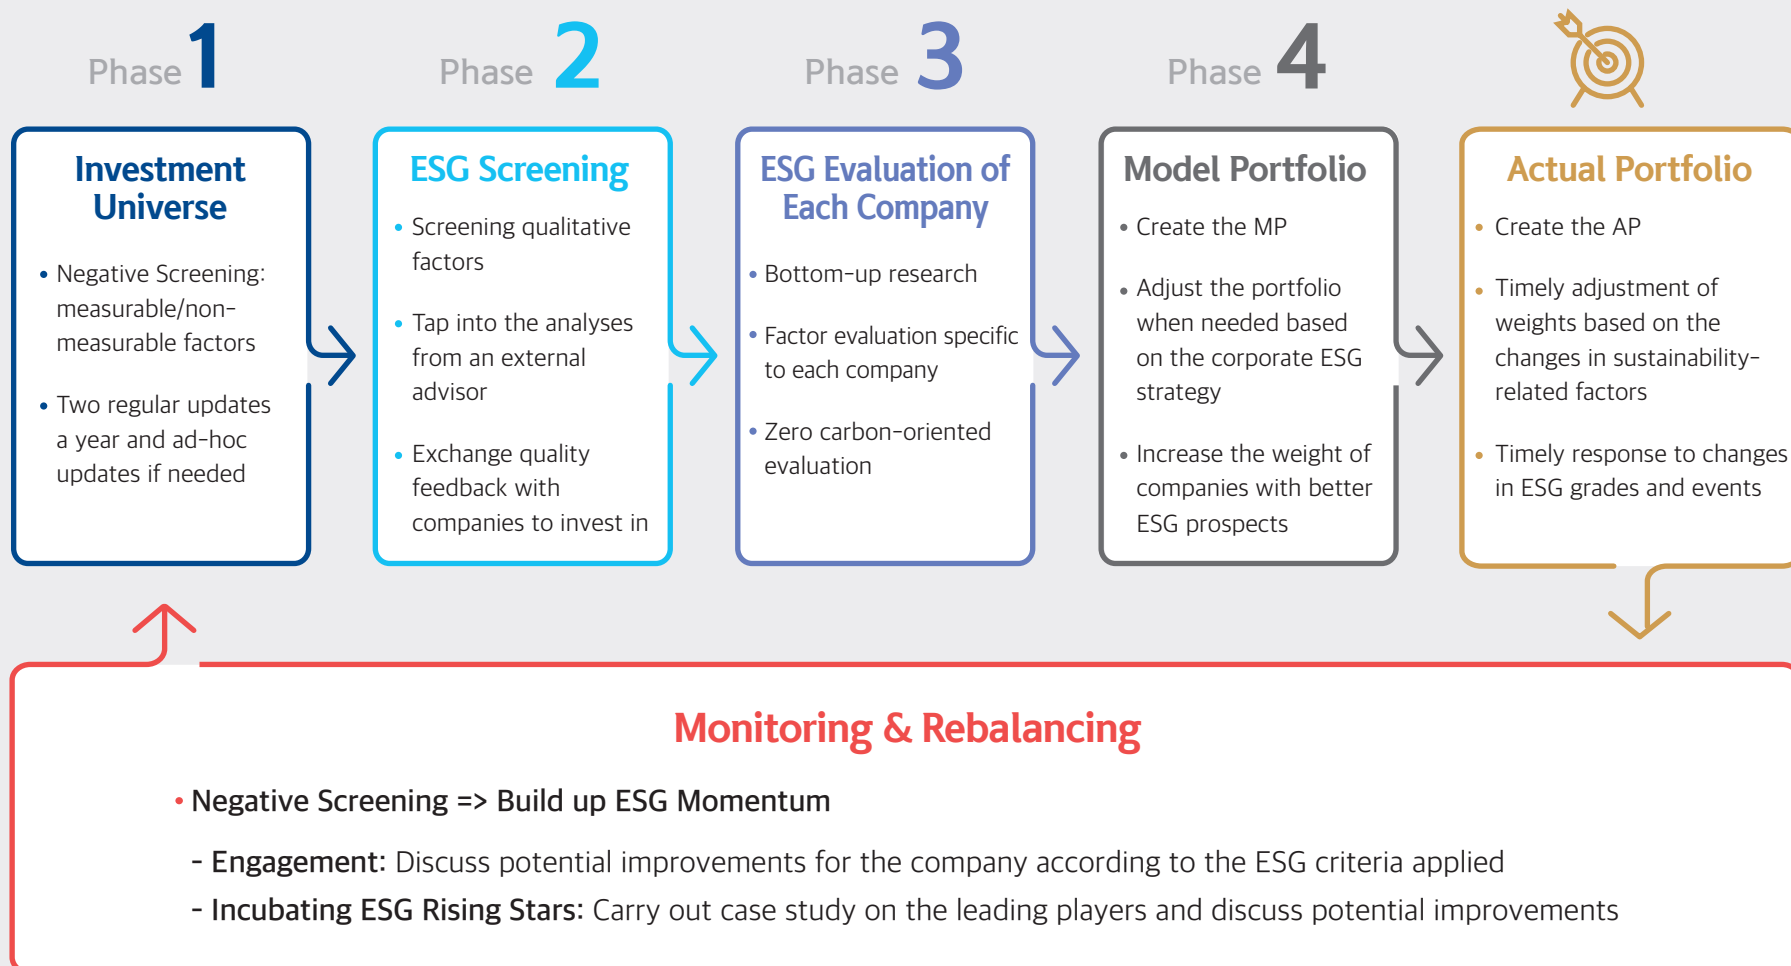 Phase 1
Investment
Universe
• Negative Screening:
measurable/non-
measurable factors
• Two regular updates
a year and ad-hoc
updates if needed
Phase 2
ESG Screening
• Screening qualitative
factors
• Tap into the analyses
from an external
advisor
• Exchange quality
feedback with
companies to invest in
Phase 3
ESG Evaluation of
Each Company
• Bottom-up research
• Factor evaluation specific
to each company
• Zero carbon-oriented
evaluation
Phase 4
Model Portfolio
• Create the MP
• Adjust the portfolio
when needed based
on the corporate ESG
strategy
• Increase the weight of
companies with better
ESG prospects
Actual Portfolio
• Create the AP
• Timely adjustment of
weights based on the
changes in sustainability-
related factors
• Timely response to changes
in ESG grades and events
Monitoring & Rebalancing
• Negative Screening => Build up ESG Momentum
- Engagement: Discuss potential improvements for the company according to the ESG criteria applied
- Incubating ESG Rising Stars: Carry out case study on the leading players and discuss potential improvements